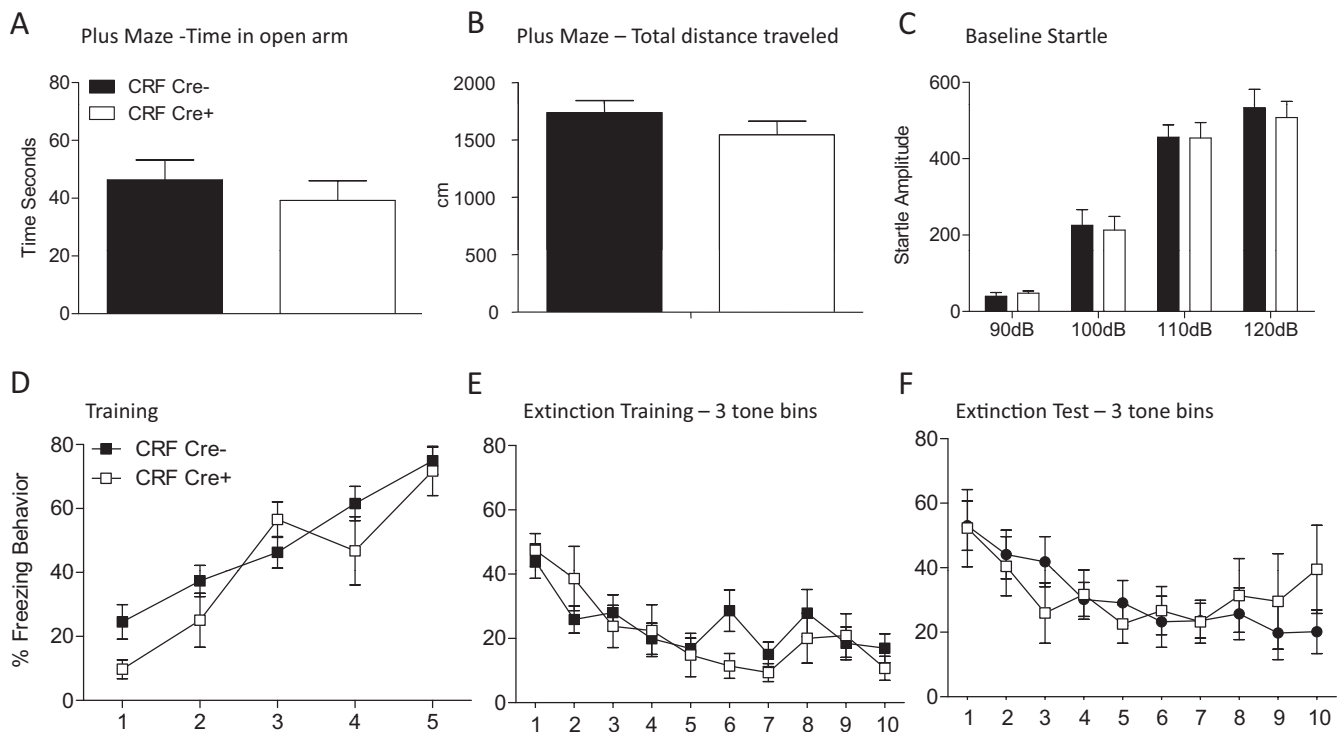 A
Plus Maze -Time in open arm
80
60
40
20
0
Time Seconds
CRF Cre-
CRF Cre+
B
Plus Maze – Total distance traveled
2000
1500
1000
500
0
cm
C
Baseline Startle
600
400
200
0
Startle Amplitude
90dB 100dB 110dB 120dB
D
Training
80
60
40
20
0
% Freezing Behavior
CRF Cre-
CRF Cre+
1 2 3 4 5
E
Extinction Training – 3 tone bins
80
60
40
20
0
1 2 3 4 5 6 7 8 9 10
F
Extinction Test – 3 tone bins
80
60
40
20
0
1 2 3 4 5 6 7 8 9 10